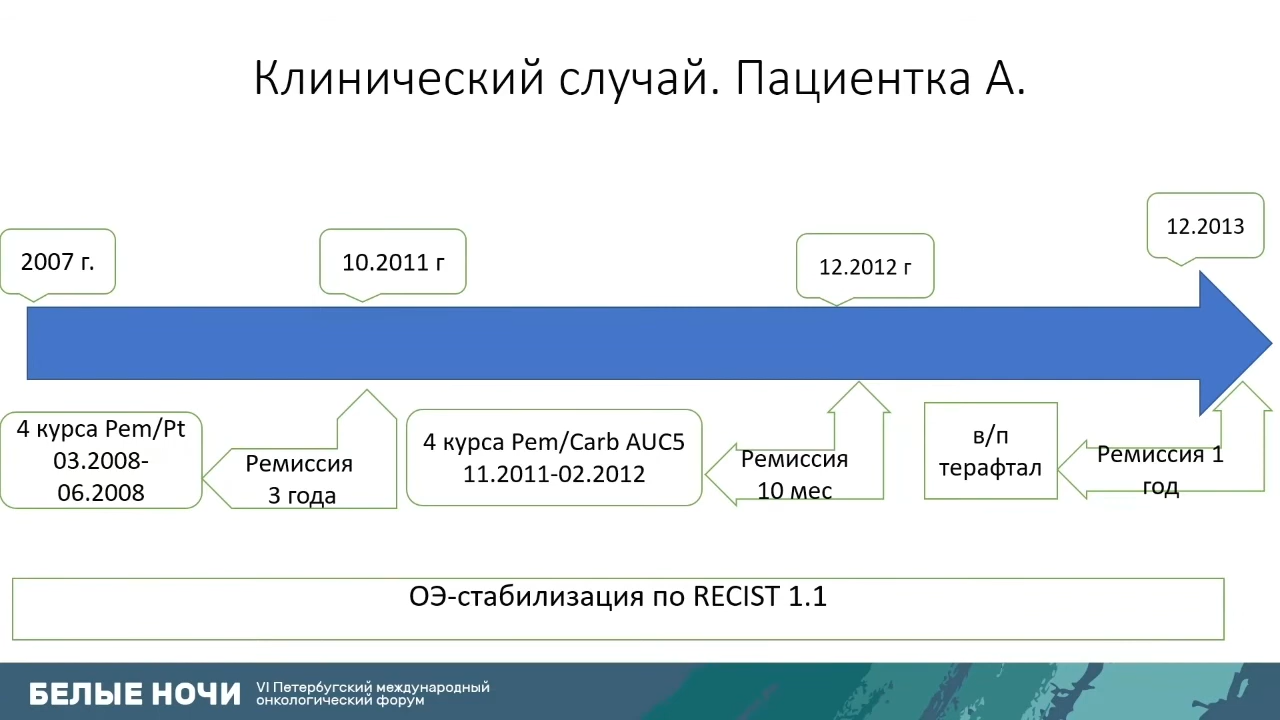 Клинический случай. Пациентка А.
2007 г.
10.2011 г
12.2012 г
12.2013
4 курса Pem/Pt
03.2008-
06.2008
Ремиссия
3 года
4 курса Pem/Carb AUC5
11.2011-02.2012
Ремиссия
10 мес
в/п
терафтал
Ремиссия 1
год
ОЭ-стабилизация по RECIST 1.1
БЕЛЫЕ НОЧИ
VI Петербургский международный
онкологический форум